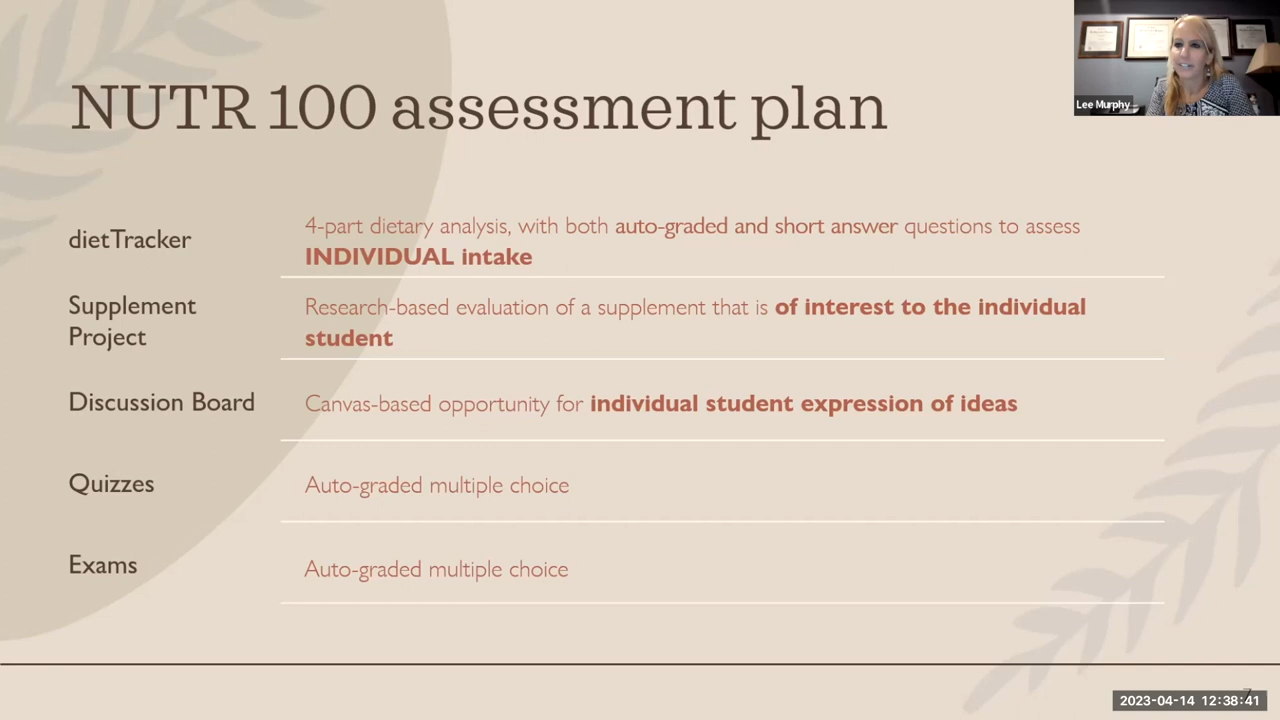 Lee Murphy
NUTR 100 assessment plan
dietTracker
4-part dietary analysis, with both auto-graded and short answer questions to assess
INDIVIDUAL intake
Supplement
Project
Research-based evaluation of a supplement that is of interest to the individual
student
Discussion Board
Canvas-based opportunity for individual student expression of ideas
Quizzes
Auto-graded multiple choice
Exams
Auto-graded multiple choice
7
2023-04-14 12:38:41